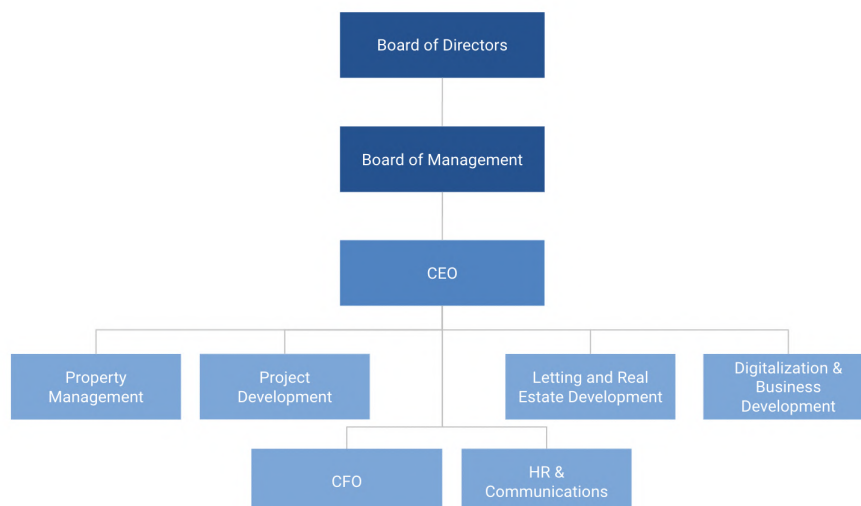 Board of Directors
Board of Management
CEO
Property
Management
Project
Development
Letting and Real
Estate Development
Digitalization &
Business
Development
CFO
HR &
Communications